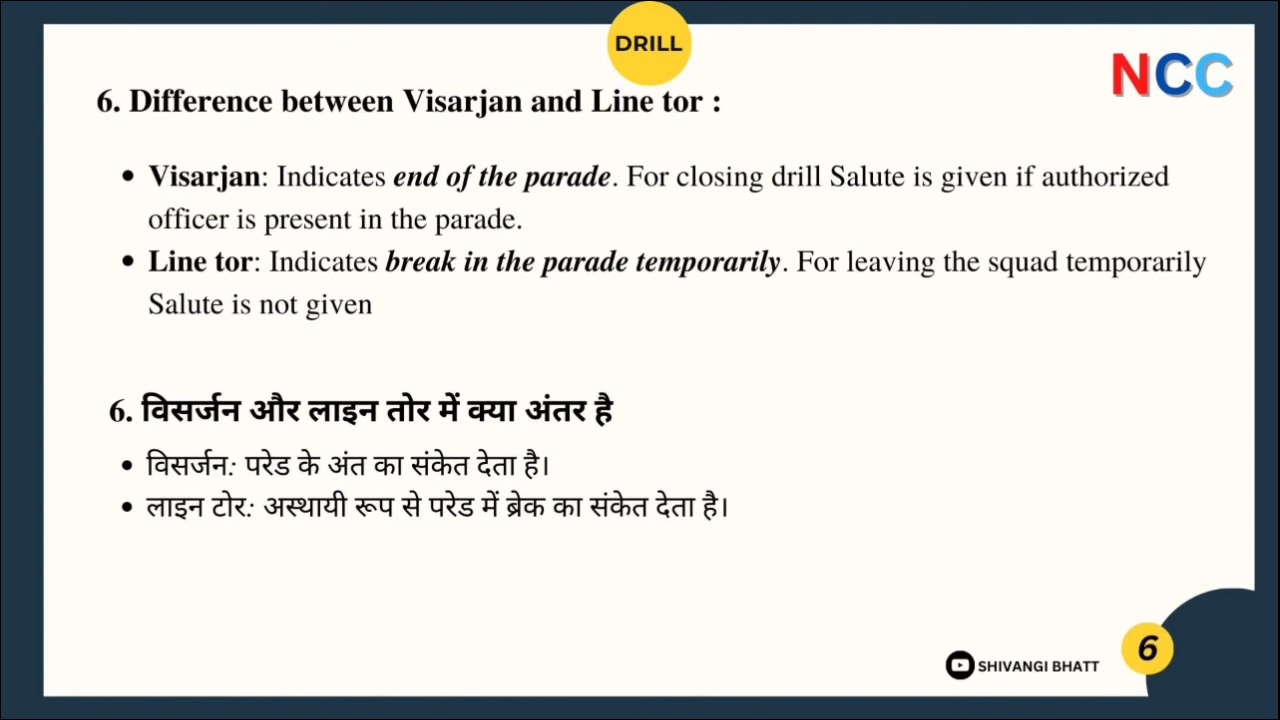 DRILL
NCC
6. Difference between Visarjan and Line tor :
• Visarjan: Indicates end of the parade. For closing drill Salute is given if authorized
officer is present in the parade.
• Line tor: Indicates break in the parade temporarily. For leaving the squad temporarily
Salute is not given
6. विसर्जन और लाइन तोर में क्या अंतर है
• विसर्जन: परेड के अंत का संकेत देता है।
• लाइन टोर: अस्थायी रूप से परेड में ब्रेक का संकेत देता है।
SHIVANGI BHATT
6